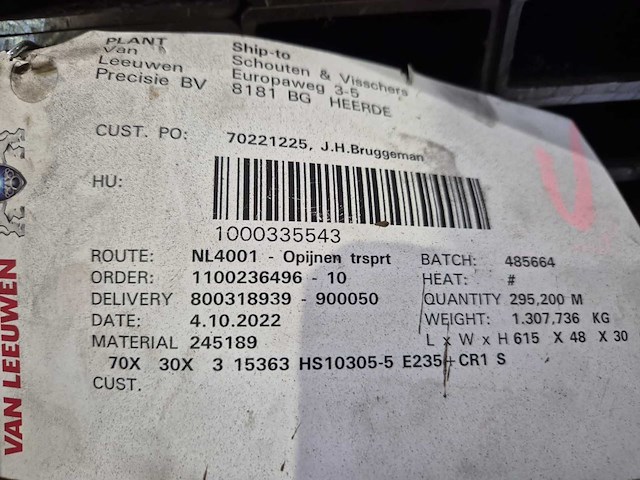 PLANT
Van
Leeuwen
Precisie BV
Ship-to
Schouten & Visschers
Europaweg 3-5
8181 BG HEERDE
CUST. PO: 70221225, J.H.Bruggeman
HU:
1000335543
ROUTE: NL4001 - Opijnen trsprt
ORDER: 1100236496 - 10
DELIVERY 800318939 - 900050
DATE: 4.10.2022
MATERIAL 245189
BATCH: 485664
HEAT: #
QUANTITY 295,200 M
WEIGHT: 1.307,736 KG
L x W x H 615 X 48 X 30
70X 30X 3 15363 HS10305-5 E235+CR1 S
CUST.
VAN LEEUWEN